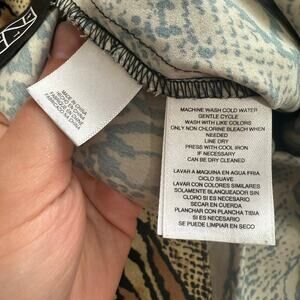 MADE IN CHINA
HECHO EN CHINA
FABRIQUÉ EN CHINE
MACHINE WASH COLD WATER
GENTLE CYCLE
WASH WITH LIKE COLORS
ONLY NON CHLORINE BLEACH WHEN
NEEDED
LINE DRY
PRESS WITH COOL IRON
IF NECESSARY
CAN BE DRY CLEANED
LAVAR A MAQUINA EN AGUA FRIA
CICLO SUAVE
LAVAR CON COLORES SIMILARES
SOLAMENTE BLANQUEADOR SIN
CLORO SI ES NECESARIO
SECAR EN CUERDA
PLANCHAR CON PLANCHA TIBIA
SI ES NECESARIO
SE PUEDE LIMPIAR EN SECO